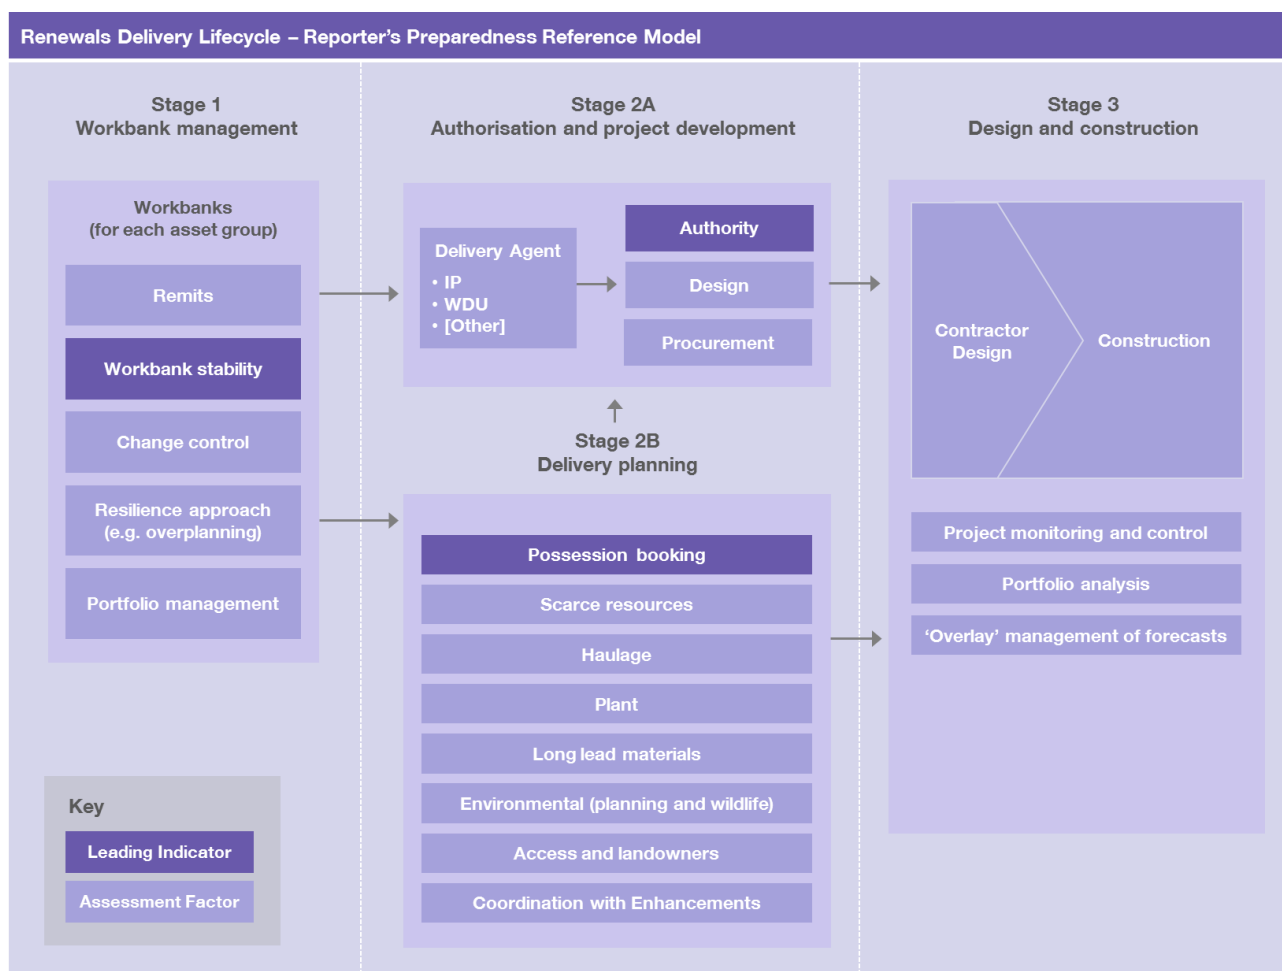 Renewals Delivery Lifecycle – Reporter's Preparedness Reference Model
Stage 1
Workbank management
Workbanks
(for each asset group)
Remits
Workbank stability
Change control
Resilience approach
(e.g. overplanning)
Portfolio management
Key
Leading Indicator
Assessment Factor
Stage 2A
Authorisation and project development
Delivery Agent
• IP
• WDU
• [Other]
Authority
Design
Procurement
Stage 2B
Delivery planning
Possession booking
Scarce resources
Haulage
Plant
Long lead materials
Environmental (planning and wildlife)
Access and landowners
Coordination with Enhancements
Stage 3
Design and construction
Contractor
Design
Construction
Project monitoring and control
Portfolio analysis
‘Overlay’ management of forecasts